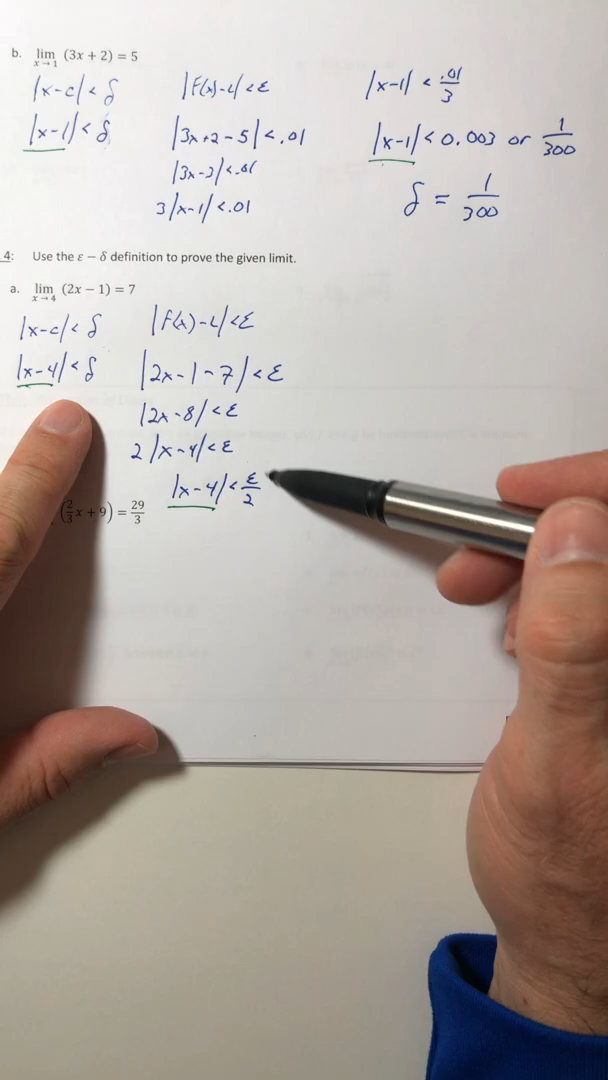 b. lim x→1 (3x + 2) = 5
|x-c| < δ
|x-1| < δ
|F(x)-L| < ε
|3x+2-5| < .01
|3x-3| < .01
3|x-1| < .01
|x-1| < .01/3
|x-1| < 0.003 or 1/300
δ = 1/300
4: Use the ε − δ definition to prove the given limit.
a. lim x→4 (2x − 1) = 7
|x-c| < δ
|x-4| < δ
|F(x)-L| < ε
|2x-1-7| < ε
|2x-8| < ε
2|x-4| < ε
|x-4| < ε/2
(2/3 x + 9) = 29/3